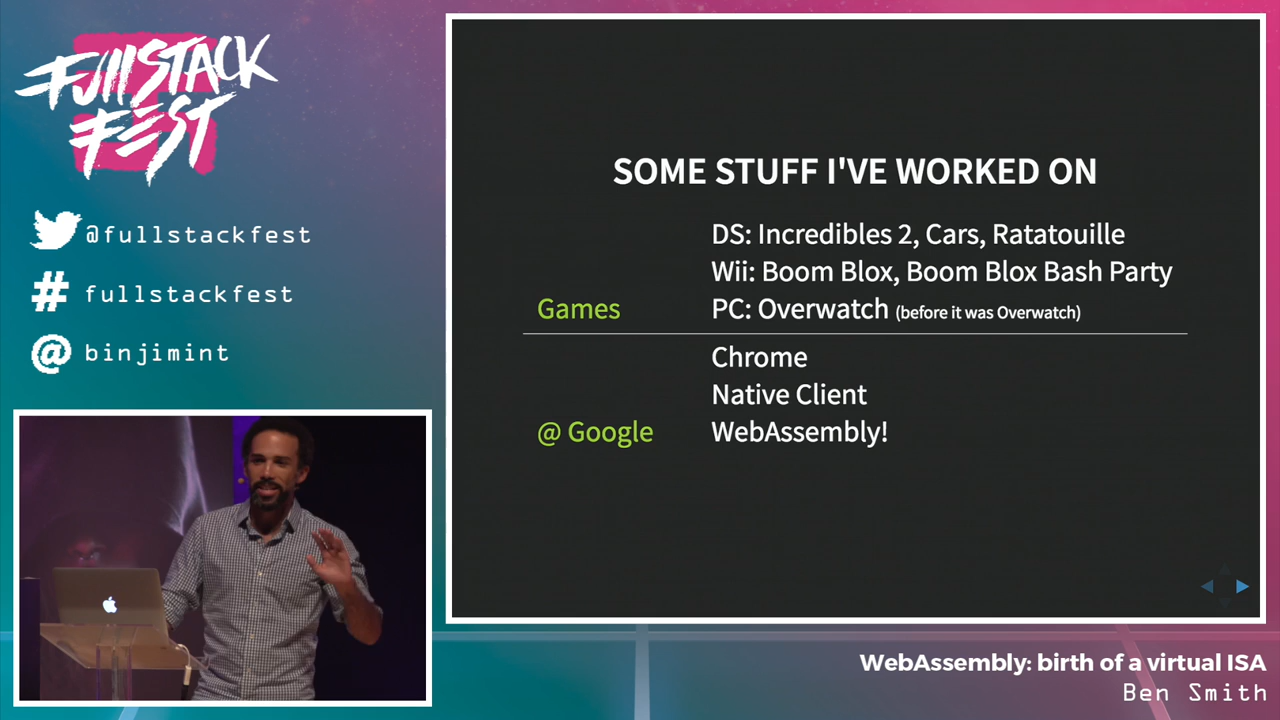 FullSTACK
FEST
@fullstackfest
# fullstackfest
@ binjimint
SOME STUFF I'VE WORKED ON
DS: Incredibles 2, Cars, Ratatouille
Wii: Boom Blox, Boom Blox Bash Party
Games PC: Overwatch (before it was Overwatch)
Chrome
Native Client
@ Google WebAssembly!
WebAssembly: birth of a virtual ISA
Ben Smith